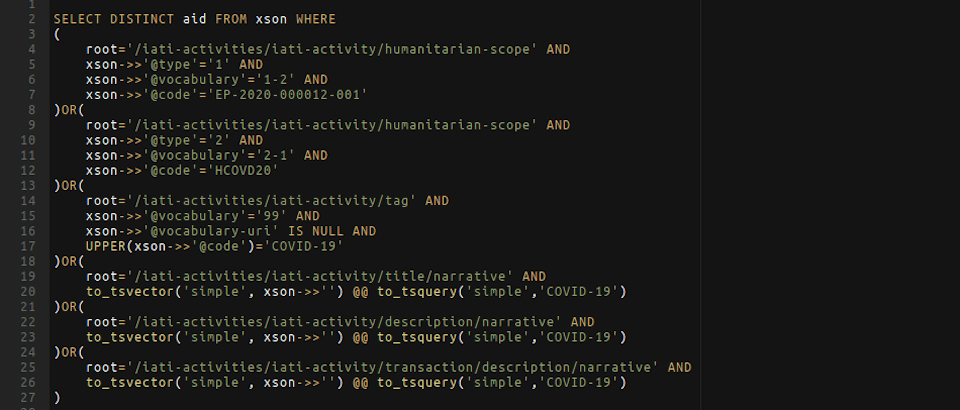 1
2 SELECT DISTINCT aid FROM xson WHERE
3 (
4 root='/iati-activities/iati-activity/humanitarian-scope' AND
5 xson->>'@type'='1' AND
6 xson->>'@vocabulary'='1-2' AND
7 xson->>'@code'='EP-2020-000012-001'
8 )OR(
9 root='/iati-activities/iati-activity/humanitarian-scope' AND
10 xson->>'@type'='2' AND
11 xson->>'@vocabulary'='2-1' AND
12 xson->>'@code'='HCOVD20'
13 )OR(
14 root='/iati-activities/iati-activity/tag' AND
15 xson->>'@vocabulary'='99' AND
16 xson->>'@vocabulary-uri' IS NULL AND
17 UPPER(xson->>'@code')='COVID-19'
18 )OR(
19 root='/iati-activities/iati-activity/title/narrative' AND
20 to_tsvector('simple', xson->>'') @@ to_tsquery('simple','COVID-19')
21 )OR(
22 root='/iati-activities/iati-activity/description/narrative' AND
23 to_tsvector('simple', xson->>'') @@ to_tsquery('simple','COVID-19')
24 )OR(
25 root='/iati-activities/iati-activity/transaction/description/narrative' AND
26 to_tsvector('simple', xson->>'') @@ to_tsquery('simple','COVID-19')
27 )